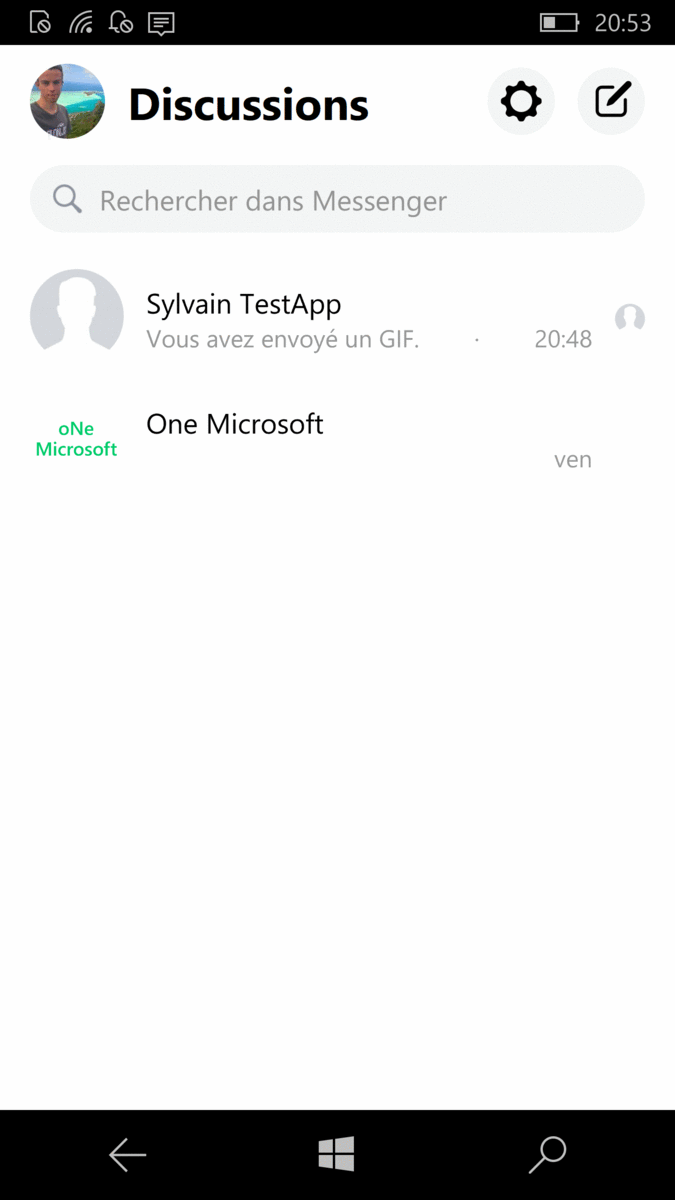 20:53
Discussions
Rechercher dans Messenger
Sylvain TestApp
Vous avez envoyé un GIF. · 20:48
oNe
Microsoft
One Microsoft
ven